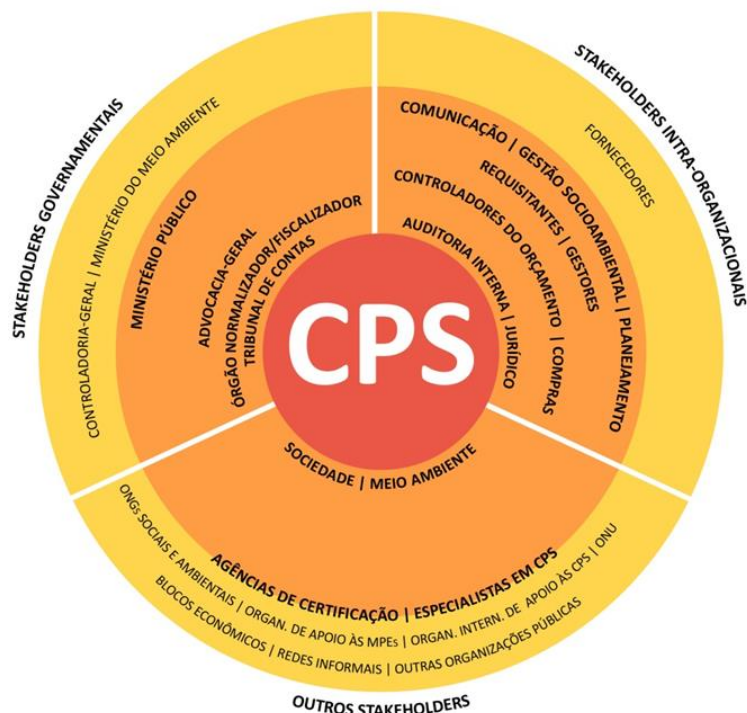 STAKEHOLDERS GOVERNAMENTAIS
CONTROLADORIA-GERAL | MINISTÉRIO DO MEIO AMBIENTE
MINISTÉRIO PÚBLICO
ADVOCACIA-GERAL
ÓRGÃO NORMALIZADOR/FISCALIZADOR
TRIBUNAL DE CONTAS
STAKEHOLDERS INTRA-ORGANIZACIONAIS
FORNECEDORES
COMUNICAÇÃO | GESTÃO SOCIOAMBIENTAL | PLANEJAMENTO
REQUISITANTES | GESTORES
CONTROLADORES DO ORÇAMENTO | COMPRAS
AUDITORIA INTERNA | JURÍDICO
CPS
SOCIEDADE | MEIO AMBIENTE
AGÊNCIAS DE CERTIFICAÇÃO | ESPECIALISTAS EM CPS
ONGs SOCIAIS E AMBIENTAIS | ORGAN. DE APOIO ÀS MPEs | ORGAN. INTERN. DE APOIO ÀS CPS | ONU
BLOCOS ECONÔMICOS | REDES INFORMAIS | OUTRAS ORGANIZAÇÕES PÚBLICAS
OUTROS STAKEHOLDERS